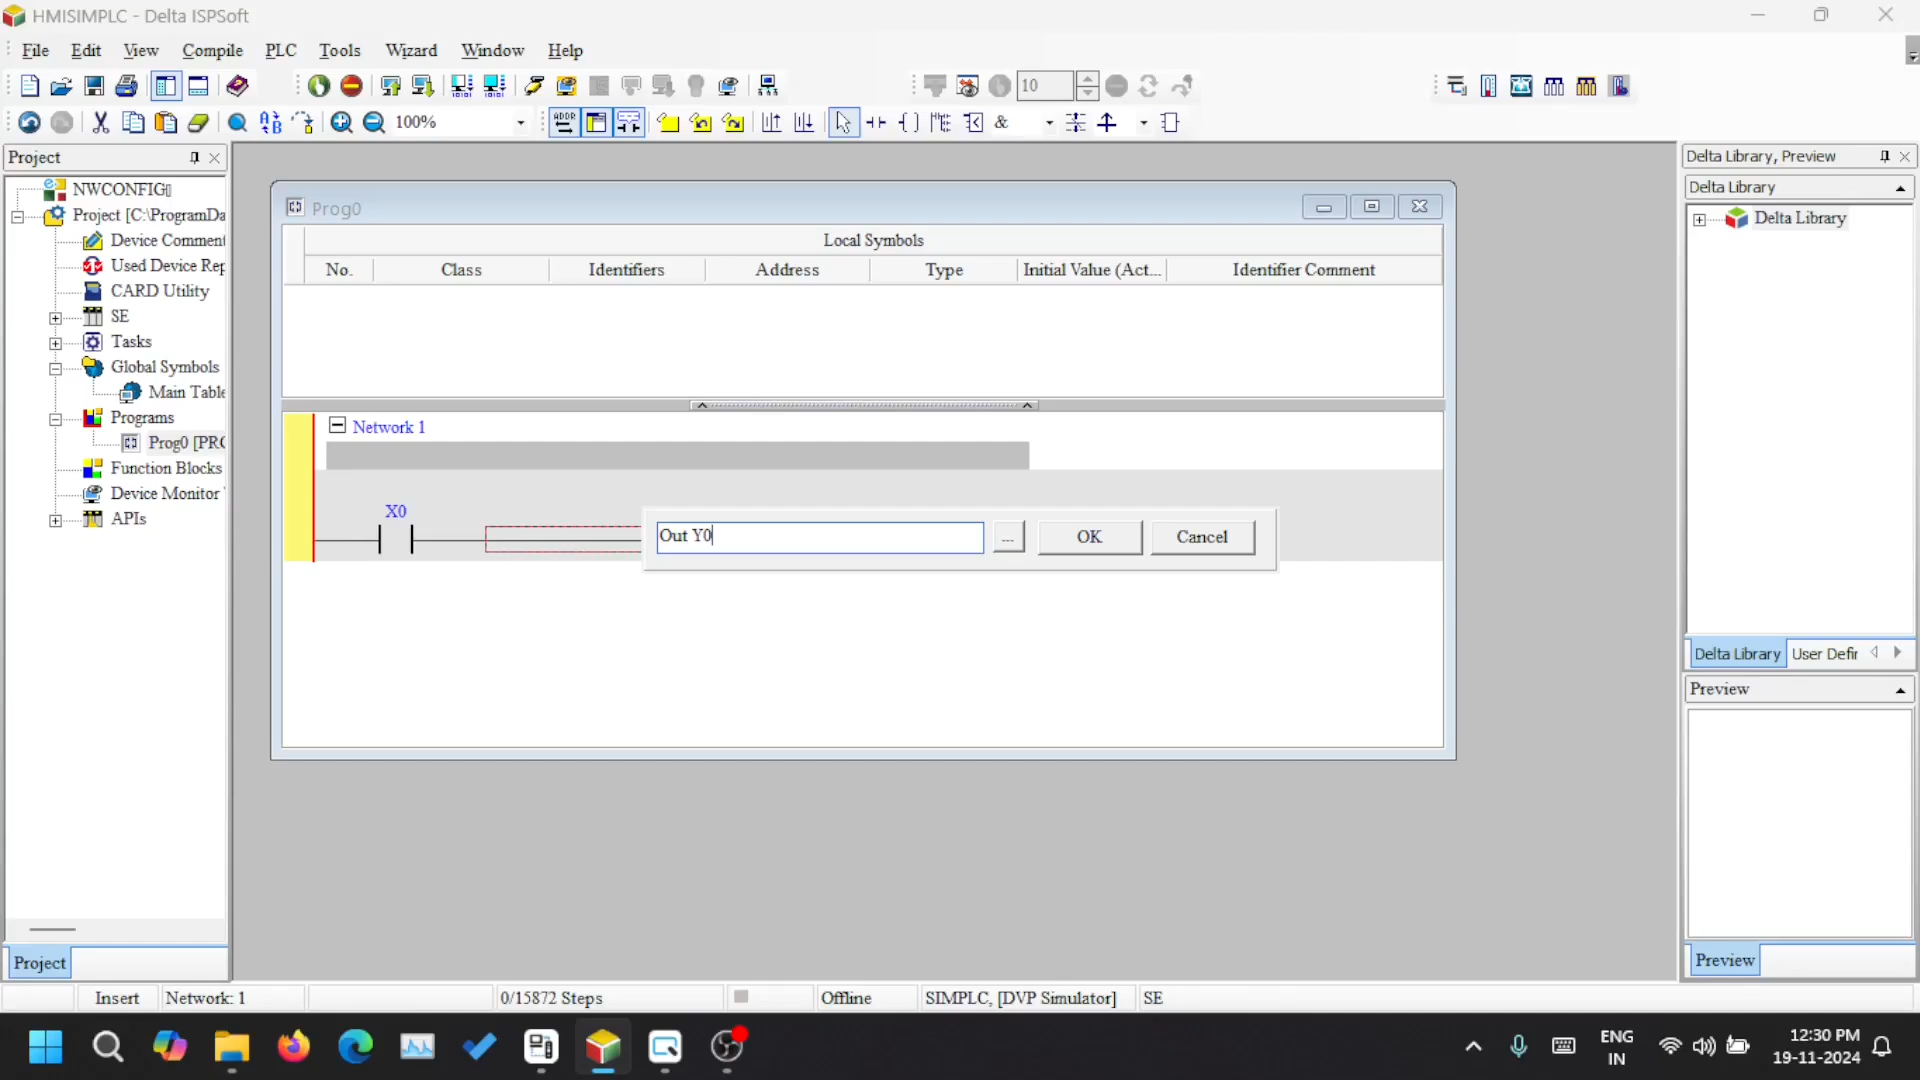 HMISIMPLC - Delta ISPSoft
File Edit View Compile PLC Tools Wizard Window Help
10
ADDR 100% &
Project
NWCONFIG
Project [C:\ProgramDa
Device Comment
Used Device Rep
CARD Utility
SE
Tasks
Global Symbols
Main Table
Programs
Prog0 [PRO
Function Blocks
Device Monitor
APIs
Project
Prog0
Local Symbols
No. Class Identifiers Address Type Initial Value (Act... Identifier Comment
Network 1
X0
Out Y0 ... OK Cancel
Delta Library, Preview
Delta Library
Delta Library
Delta Library User Defir
Preview
Preview
Insert Network: 1 0/15872 Steps Offline SIMPLC, [DVP Simulator] SE
ENG
IN
12:30 PM
19-11-2024